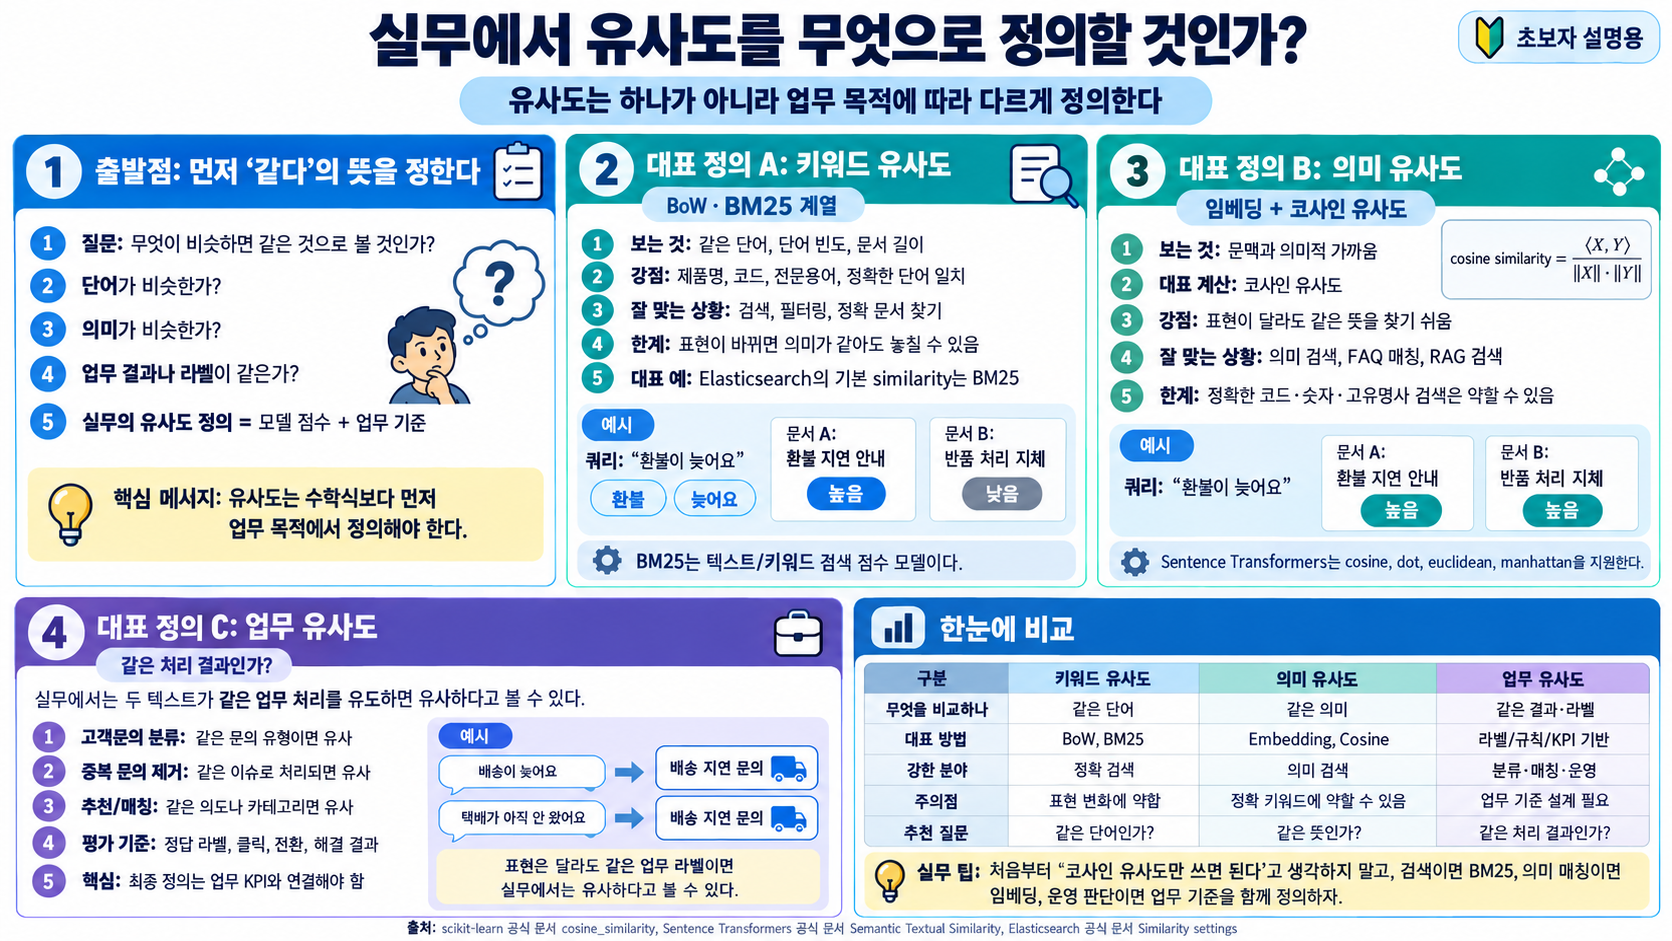 실무에서 유사도를 무엇으로 정의할 것인가?
초보자 설명용
유사도는 하나가 아니라 업무 목적에 따라 다르게 정의한다
1 출발점: 먼저 ‘같다’의 뜻을 정한다
1 질문: 무엇이 비슷하면 같은 것으로 볼 것인가?
2 단어가 비슷한가?
3 의미가 비슷한가?
4 업무 결과나 라벨이 같은가?
5 실무의 유사도 정의 = 모델 점수 + 업무 기준
?
핵심 메시지: 유사도는 수학식보다 먼저
업무 목적에서 정의해야 한다.
2 대표 정의 A: 키워드 유사도
BoW · BM25 계열
1 보는 것: 같은 단어, 단어 빈도, 문서 길이
2 강점: 제품명, 코드, 전문용어, 정확한 단어 일치
3 잘 맞는 상황: 검색, 필터링, 정확 문서 찾기
4 한계: 표현이 바뀌면 의미가 같아도 놓칠 수 있음
5 대표 예: Elasticsearch의 기본 similarity는 BM25
예시
쿼리: “환불이 늦어요”
환불 늦어요
문서 A:
환불 지연 안내
높음
문서 B:
반품 처리 지체
낮음
BM25는 텍스트/키워드 검색 점수 모델이다.
3 대표 정의 B: 의미 유사도
임베딩 + 코사인 유사도
1 보는 것: 문맥과 의미적 가까움
2 대표 계산: 코사인 유사도
3 강점: 표현이 달라도 같은 뜻을 찾기 쉬움
4 잘 맞는 상황: 의미 검색, FAQ 매칭, RAG 검색
5 한계: 정확한 코드·숫자·고유명사 검색은 약할 수 있음
cosine similarity = ⟨X, Y⟩ / ‖X‖ · ‖Y‖
예시
쿼리: “환불이 늦어요”
문서 A:
환불 지연 안내
높음
문서 B:
반품 처리 지체
높음
Sentence Transformers는 cosine, dot, euclidean, manhattan을 지원한다.
4 대표 정의 C: 업무 유사도
같은 처리 결과인가?
실무에서는 두 텍스트가 같은 업무 처리를 유도하면 유사하다고 볼 수 있다.
1 고객문의 분류: 같은 문의 유형이면 유사
2 중복 문의 제거: 같은 이슈로 처리되면 유사
3 추천/매칭: 같은 의도나 카테고리면 유사
4 평가 기준: 정답 라벨, 클릭, 전환, 해결 결과
5 핵심: 최종 정의는 업무 KPI와 연결해야 함
예시
배송이 늦어요 배송 지연 문의
택배가 아직 안 왔어요 배송 지연 문의
표현은 달라도 같은 업무 라벨이면
실무에서는 유사하다고 볼 수 있다.
한눈에 비교
구분 키워드 유사도 의미 유사도 업무 유사도
무엇을 비교하나 같은 단어 같은 의미 같은 결과·라벨
대표 방법 BoW, BM25 Embedding, Cosine 라벨/규칙/KPI 기반
강한 분야 정확 검색 의미 검색 분류·매칭·운영
주의점 표현 변화에 약함 정확 키워드에 약할 수 있음 업무 기준 설계 필요
추천 질문 같은 단어인가? 같은 뜻인가? 같은 처리 결과인가?
실무 팁: 처음부터 “코사인 유사도만 쓰면 된다’고 생각하지 말고, 검색이면 BM25, 의미 매칭이면
임베딩, 운영 판단이면 업무 기준을 함께 정의하자.
출처: scikit-learn 공식 문서 cosine_similarity, Sentence Transformers 공식 문서 Semantic Textual Similarity, Elasticsearch 공식 문서 Similarity settings